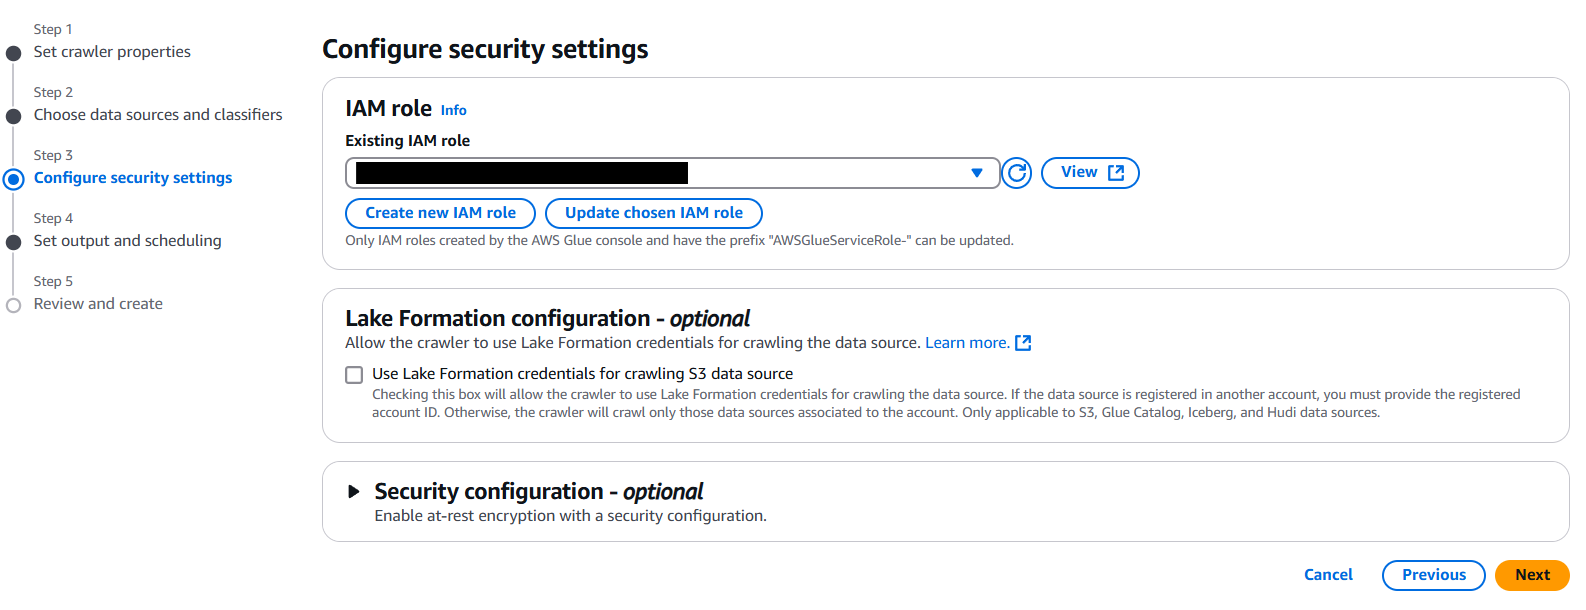 Step 1
Set crawler properties
Step 2
Choose data sources and classifiers
Step 3
Configure security settings
Step 4
Set output and scheduling
Step 5
Review and create
Configure security settings
IAM role Info
Existing IAM role
View
Create new IAM role Update chosen IAM role
Only IAM roles created by the AWS Glue console and have the prefix "AWSGlueServiceRole-" can be updated.
Lake Formation configuration - optional
Allow the crawler to use Lake Formation credentials for crawling the data source. Learn more.
Use Lake Formation credentials for crawling S3 data source
Checking this box will allow the crawler to use Lake Formation credentials for crawling the data source. If the data source is registered in another account, you must provide the registered
account ID. Otherwise, the crawler will crawl only those data sources associated to the account. Only applicable to S3, Glue Catalog, Iceberg, and Hudi data sources.
Security configuration - optional
Enable at-rest encryption with a security configuration.
Cancel Previous Next